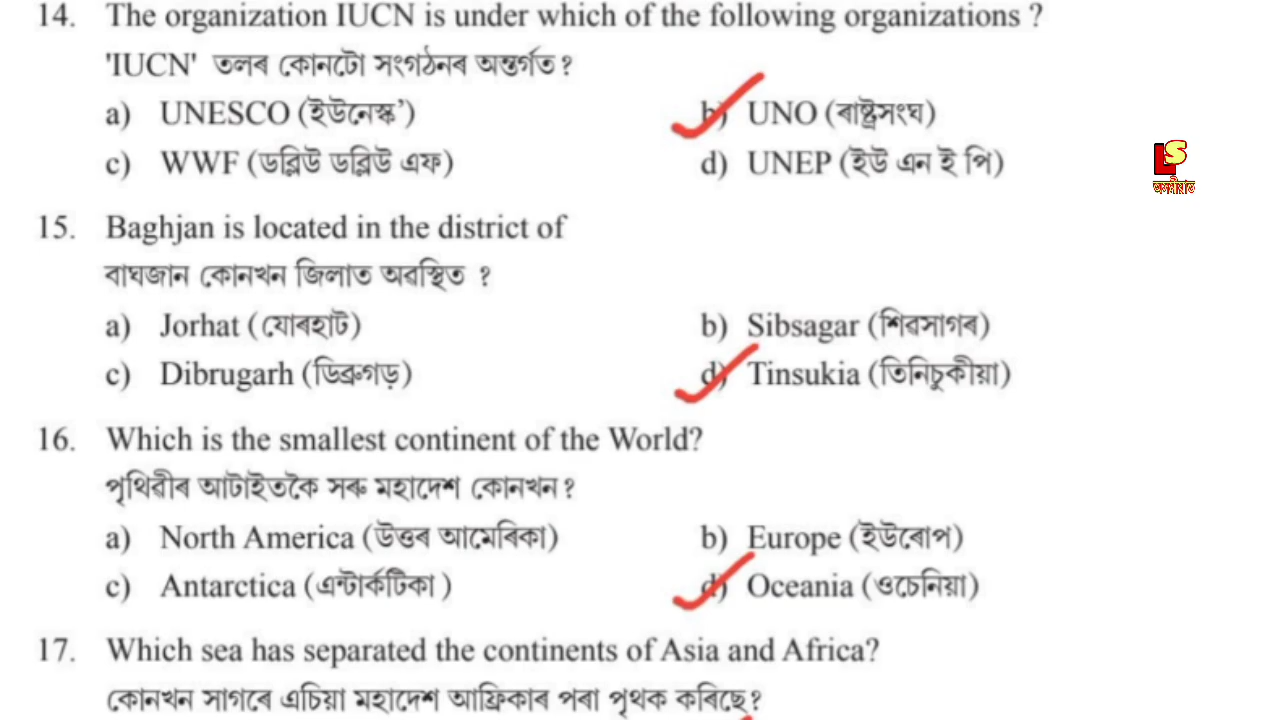 14. The organization IUCN is under which of the following organizations ?
'IUCN' তলৰ কোনটো সংগঠনৰ অন্তৰ্গত ?
a) UNESCO (ইউনেস্ক’) b) UNO (ৰাষ্ট্ৰসংঘ)
c) WWF (ডব্লিউ ডব্লিউ এফ) d) UNEP (ইউ এন ই পি)
LS
অসমীয়াত
15. Baghjan is located in the district of
বাঘজান কোনখন জিলাত অৱস্থিত ?
a) Jorhat (যোৰহাট) b) Sibsagar (শিৱসাগৰ)
c) Dibrugarh (ডিব্ৰুগড়) d) Tinsukia (তিনিচুকীয়া)
16. Which is the smallest continent of the World?
পৃথিৱীৰ আটাইতকৈ সৰু মহাদেশ কোনখন ?
a) North America (উত্তৰ আমেৰিকা) b) Europe (ইউৰোপ)
c) Antarctica (এন্টাৰ্কটিকা ) d) Oceania (ওচেনিয়া)
17. Which sea has separated the continents of Asia and Africa?
কোনখন সাগৰে এচিয়া মহাদেশ আফ্ৰিকাৰ পৰা পৃথক কৰিছে?